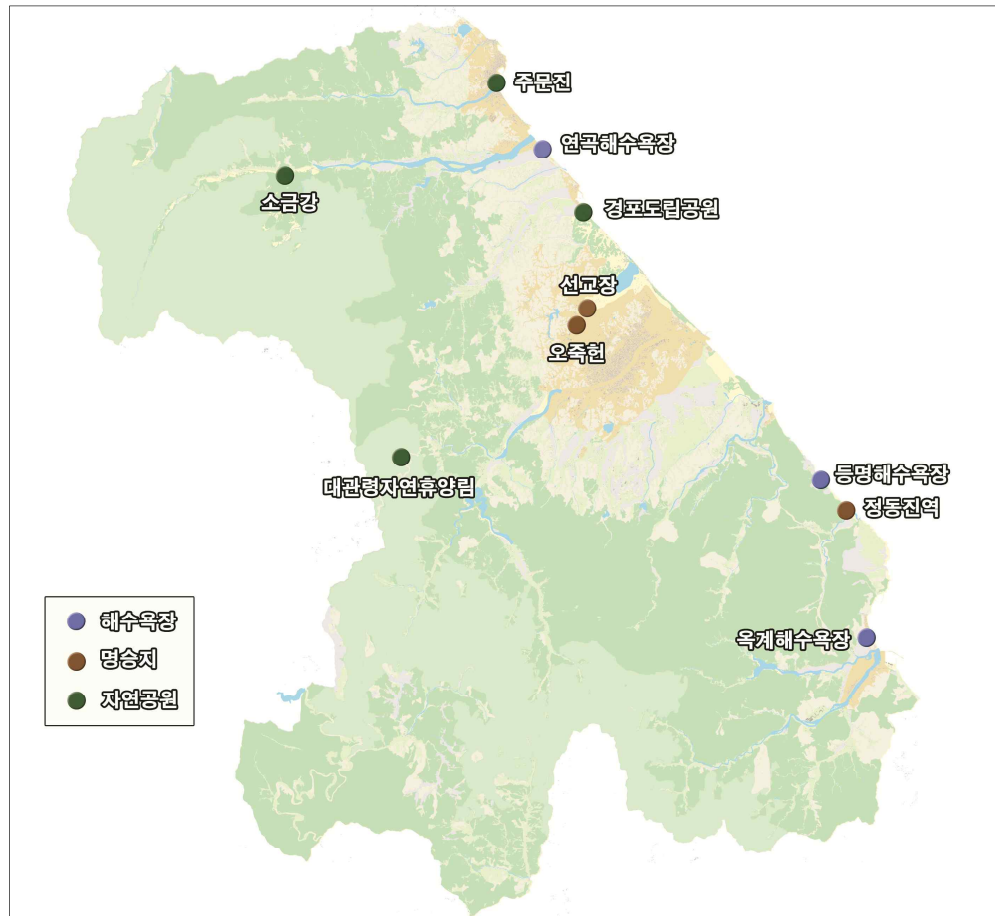 주문진
연곡해수욕장
소금강
경포도립공원
선교장
오죽헌
대관령자연휴양림
등명해수욕장
정동진역
옥계해수욕장
해수욕장
명승지
자연공원